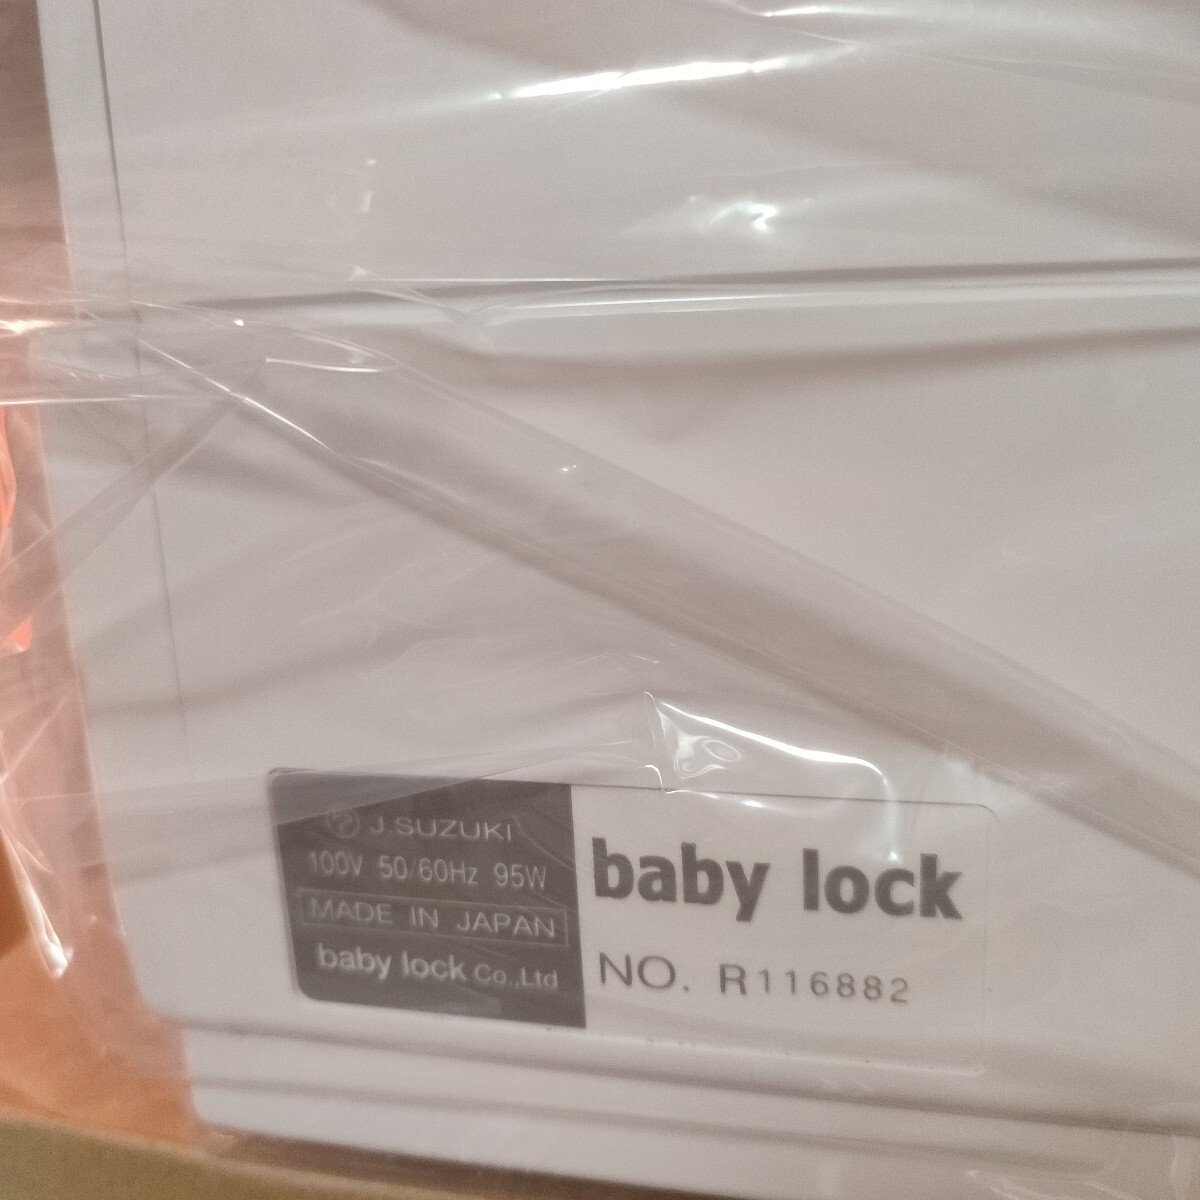 J.SUZUKI
100V 50/60Hz 95W
MADE IN JAPAN
baby lock Co.,Ltd
baby lock
NO. R116882